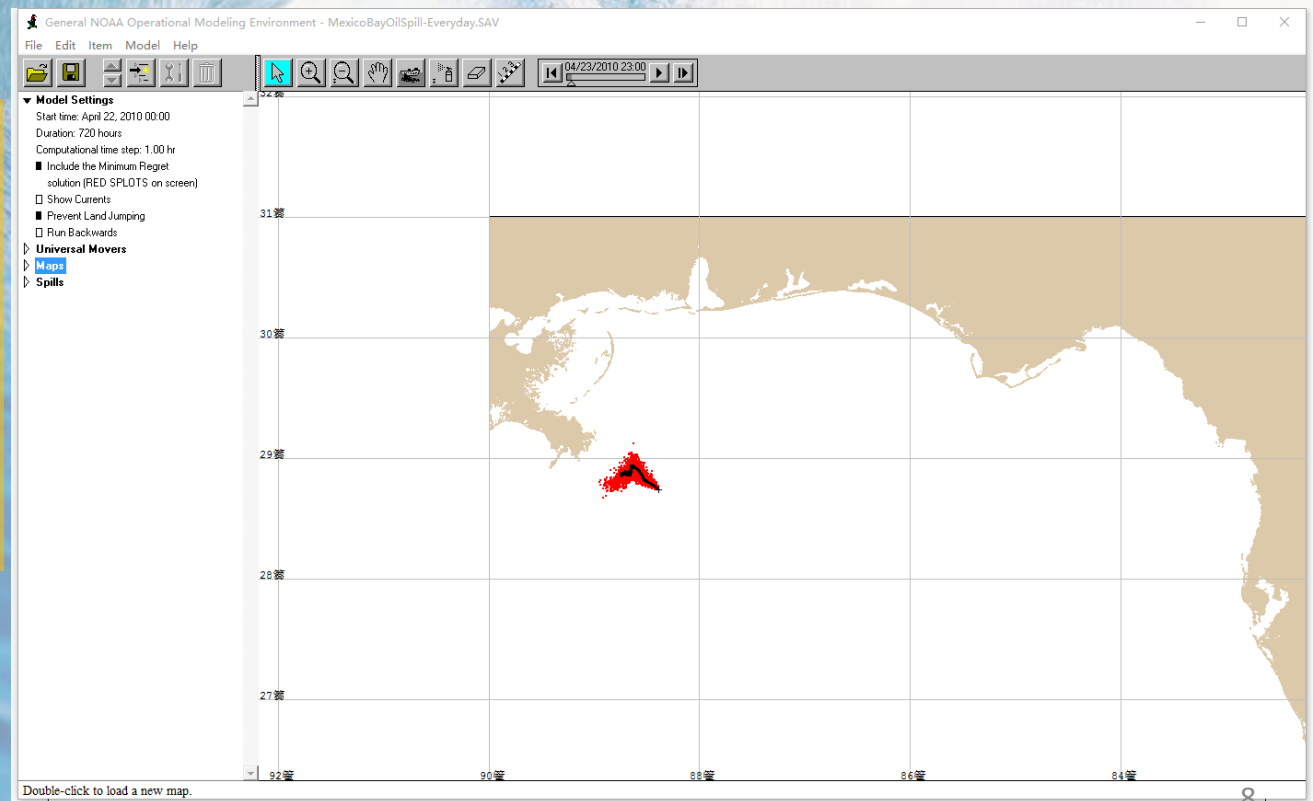 General NOAA Operational Modeling Environment - MexicoBayOilSpill-Everyday.SAV
File Edit Item Model Help
04/23/2010 23:00
Model Settings
Start time: April 22, 2010 00:00
Duration: 720 hours
Computational time step: 1.00 hr
Include the Minimum Regret
solution (RED SPLOTS on screen)
Show Currents
Prevent Land Jumping
Run Backwards
Universal Movers
Maps
Spills
31
30
29
28
27
92 90 88 86 84
Double-click to load a new map.
8